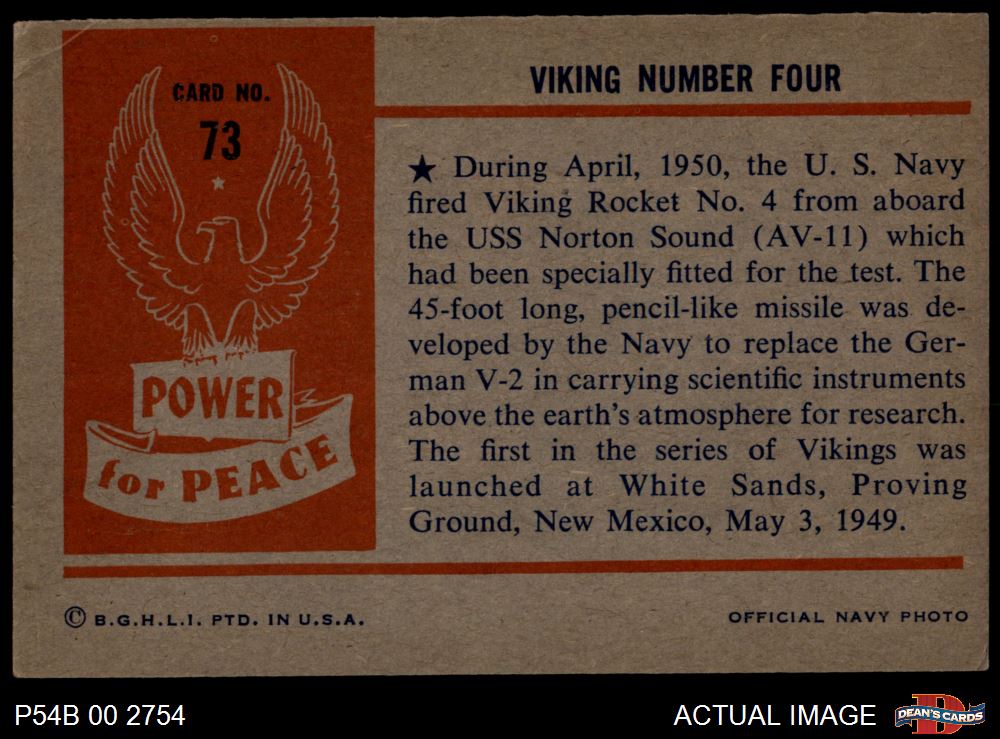 CARD NO.
73
POWER
for PEACE
VIKING NUMBER FOUR
★ During April, 1950, the U. S. Navy
fired Viking Rocket No. 4 from aboard
the USS Norton Sound (AV-11) which
had been specially fitted for the test. The
45-foot long, pencil-like missile was de-
veloped by the Navy to replace the Ger-
man V-2 in carrying scientific instruments
above the earth's atmosphere for research.
The first in the series of Vikings was
launched at White Sands, Proving
Ground, New Mexico, May 3, 1949.
© B.G.H.L.I. PTD. IN U.S.A.
OFFICIAL NAVY PHOTO
P54B 00 2754
ACTUAL IMAGE
D
DEAN'S CARDS